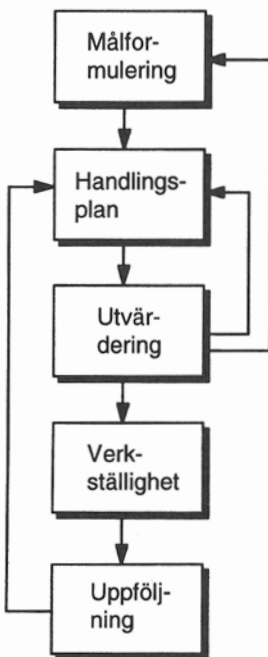 Målfor-
mulering
Handlings-
plan
Utvär-
dering
Verk-
ställighet
Uppfölj-
ning